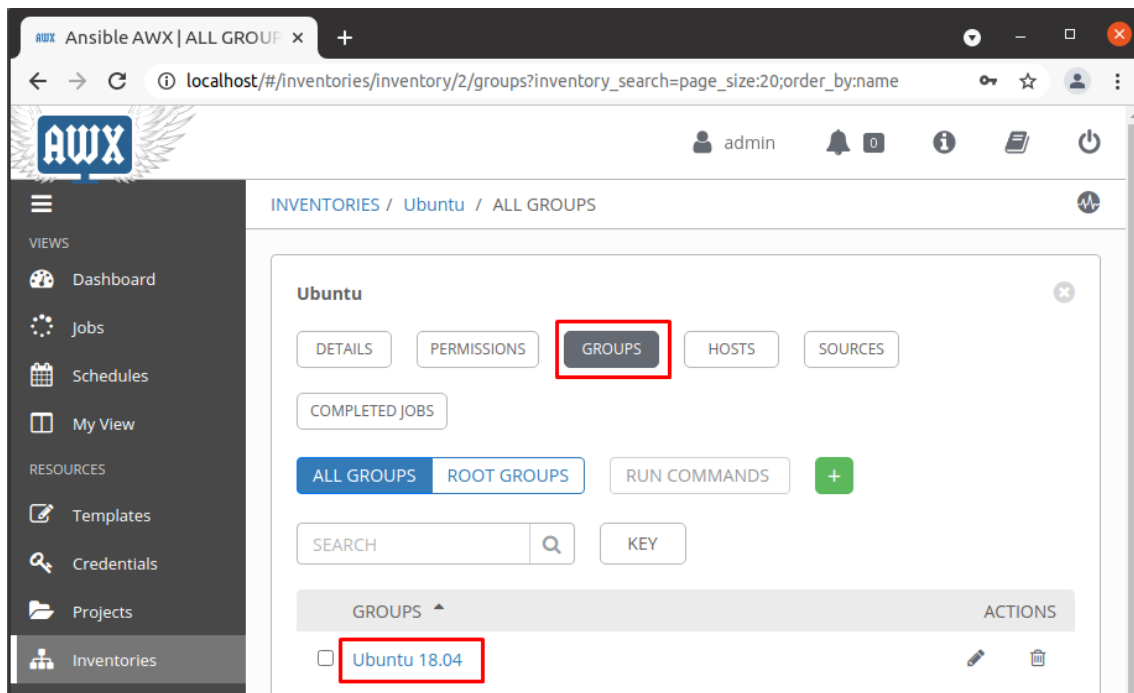 AWX Ansible AWX | ALL GROUP
localhost/#/inventories/inventory/2/groups?inventory_search=page_size:20;order_by:name
AWX
admin
0
INVENTORIES / Ubuntu / ALL GROUPS
VIEWS
Dashboard
Jobs
Schedules
My View
RESOURCES
Templates
Credentials
Projects
Inventories
Ubuntu
DETAILS PERMISSIONS GROUPS HOSTS SOURCES
COMPLETED JOBS
ALL GROUPS ROOT GROUPS RUN COMMANDS +
SEARCH KEY
GROUPS ACTIONS
Ubuntu 18.04